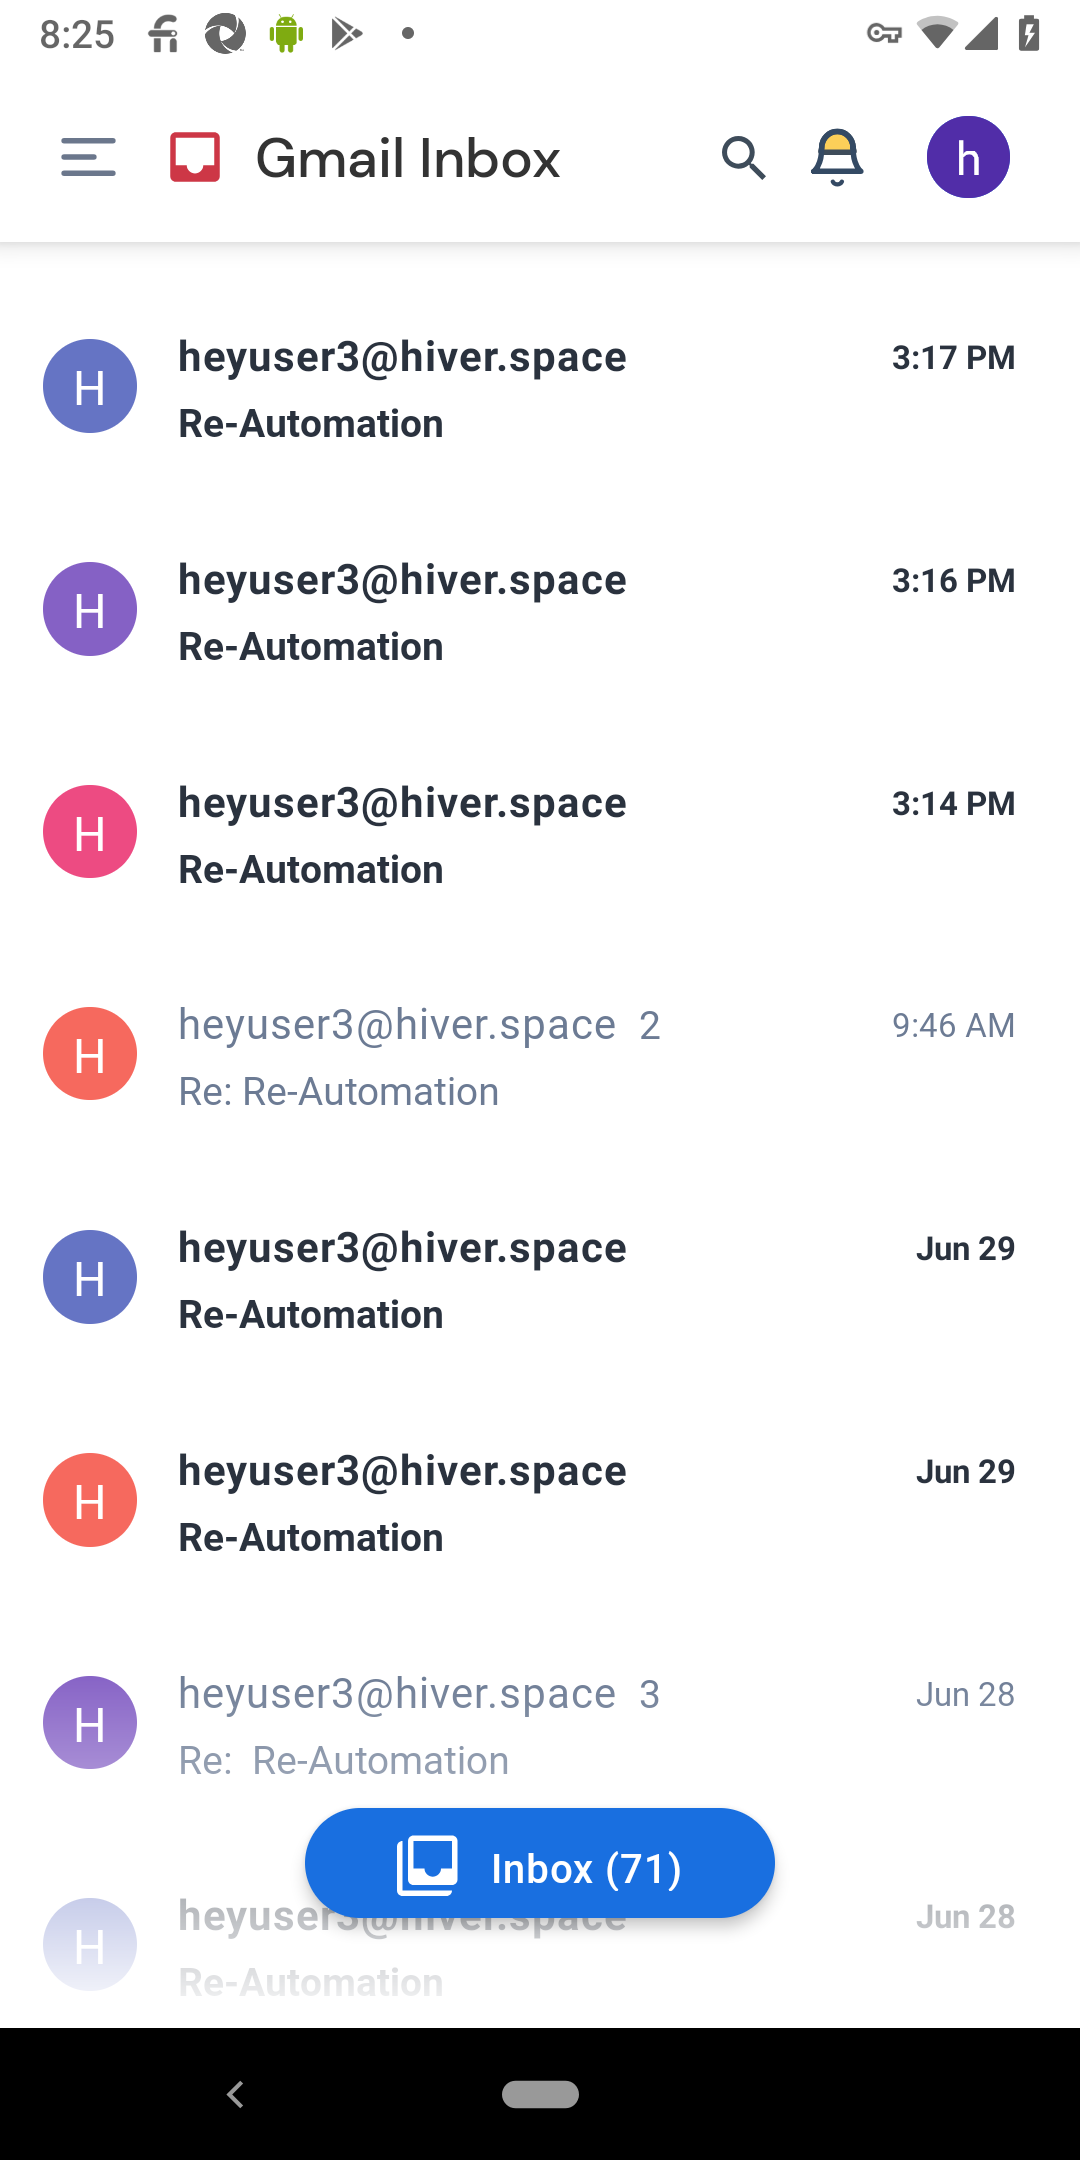 8:25
Gmail Inbox
h
H
heyuser3@hiver.space
3:17 PM
Re-Automation
H
heyuser3@hiver.space
3:16 PM
Re-Automation
H
heyuser3@hiver.space
3:14 PM
Re-Automation
H
heyuser3@hiver.space 2
9:46 AM
Re: Re-Automation
H
heyuser3@hiver.space
Jun 29
Re-Automation
H
heyuser3@hiver.space
Jun 29
Re-Automation
H
heyuser3@hiver.space 3
Jun 28
Re: Re-Automation
Inbox (71)
H
heyuser3@hiver.space
Jun 28
Re-Automation